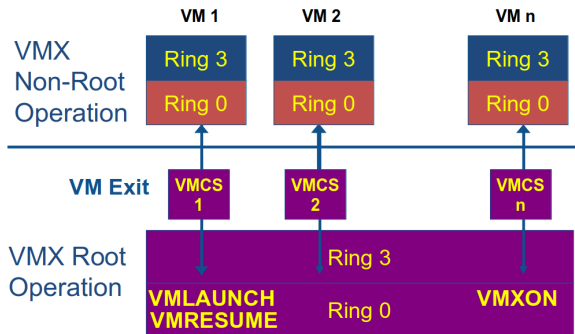 VM 1
VM 2
VM n
VMX
Non-Root
Operation
Ring 3
Ring 3
Ring 3
Ring 0
Ring 0
Ring 0
VM Exit
VMCS
1
VMCS
2
VMCS
n
VMX Root
Operation
Ring 3
VMLAUNCH
VMRESUME
Ring 0
VMXON